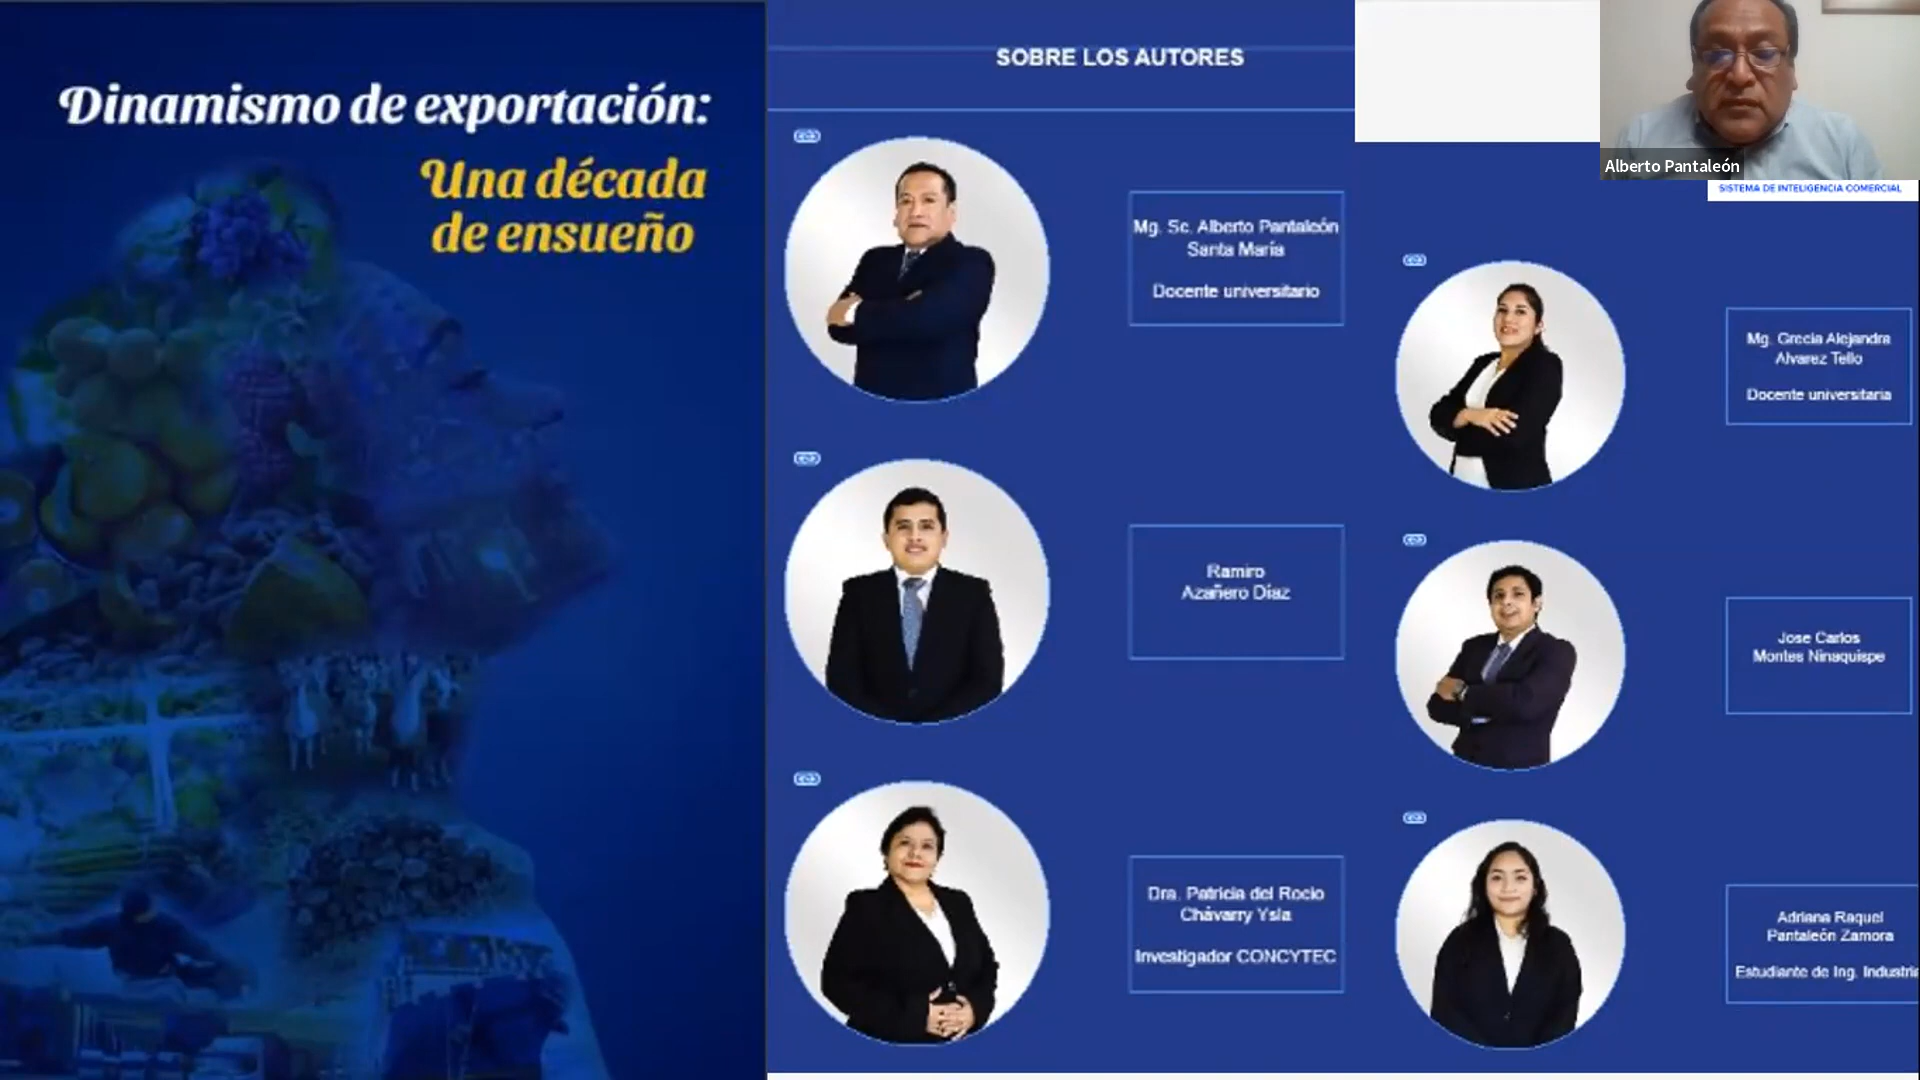 Dinamismo de exportación:
Una década
de ensueño
SOBRE LOS AUTORES
Mg. Sc. Alberto Pantaleón
Santa María
Docente universitario
Ramiro
Azañero Díaz
Dra. Patricia del Rocio
Chávarry Ysla
Investigador CONCYTEC
Alberto Pantaleón
SISTEMA DE INTELIGENCIA COMERCIAL
Mg. Grecia Alejandra
Alvarez Tello
Docente universitaria
Jose Carlos
Montes Ninaquispe
Adriana Raquel
Pantaleón Zamora
Estudiante de Ing. Industria